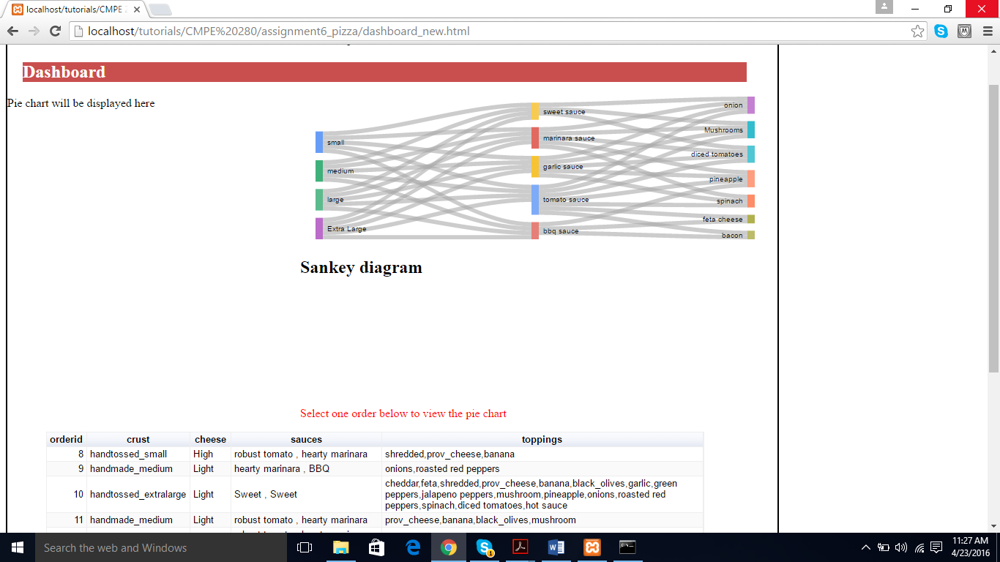 localhost/tutorials/CMPE
localhost/tutorials/CMPE%20280/assignment6_pizza/dashboard_new.html
Dashboard
Pie chart will be displayed here
small
medium
large
Extra Large
sweet sauce
marinara sauce
garlic sauce
tomato sauce
bbq sauce
onion
Mushrooms
diced tomatoes
pineapple
spinach
feta cheese
bacon
Sankey diagram
Select one order below to view the pie chart
orderid crust cheese sauces toppings
8 handtossed_small High robust tomato , hearty marinara shredded,prov_cheese,banana
9 handmade_medium Light hearty marinara , BBQ onions,roasted red peppers
10 handtossed_extralarge Light Sweet , Sweet cheddar,feta,shredded,prov_cheese,banana,black_olives,garlic,green
peppers,jalapeno peppers,mushroom,pineapple,onions,roasted red
peppers,spinach,diced tomatoes,hot sauce
11 handmade_medium Light robust tomato , hearty marinara prov_cheese,banana,black_olives,mushroom
Search the web and Windows
1
11:27 AM
4/23/2016